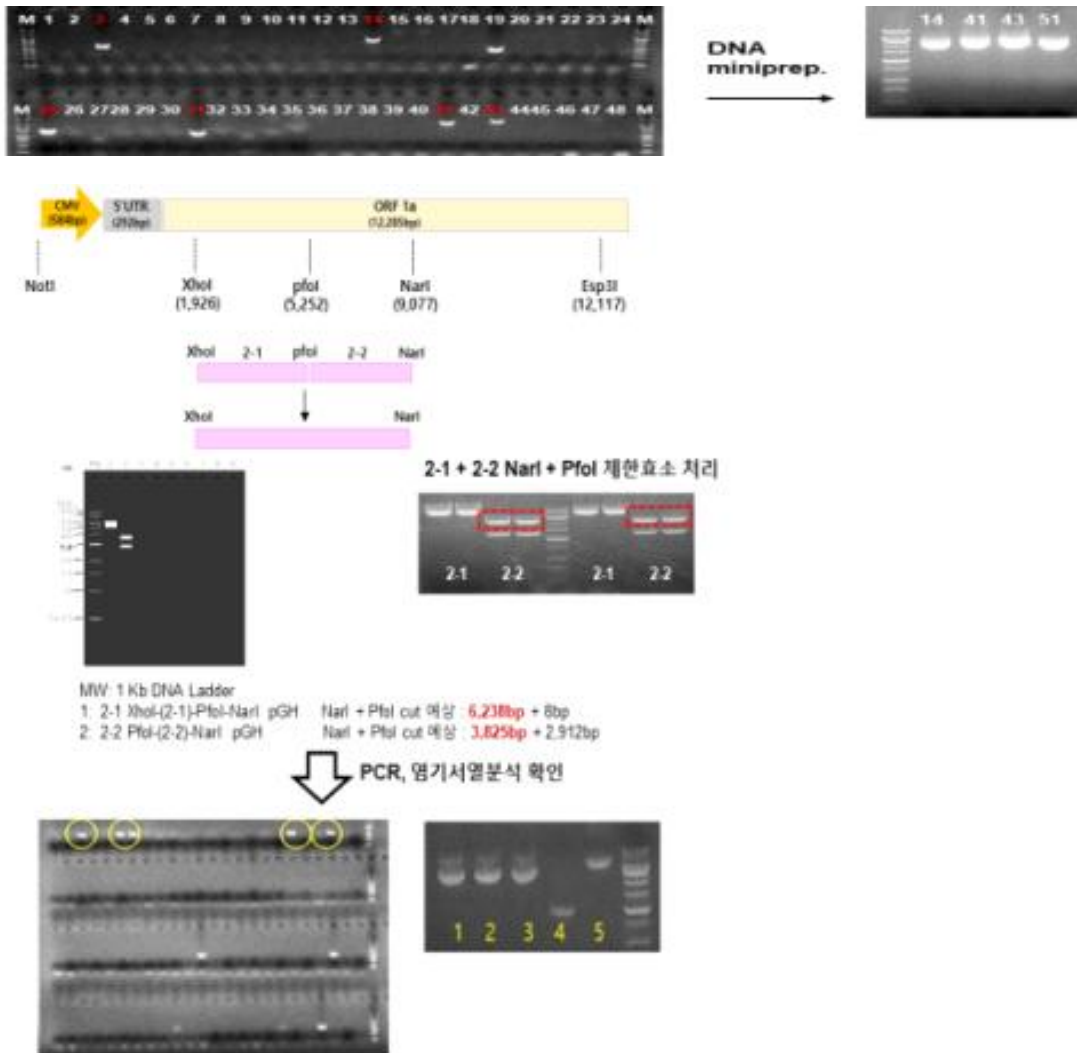 M 1 2 3 4 5 6 7 8 9 10 11 12 13 14 15 16 17 18 19 20 21 22 23 24 M
M 26 27 28 29 30 31 32 33 34 35 36 37 38 39 40 42 44 45 46 47 48 M
DNA
miniprep.
14 41 43 51
CMV 5'UTR ORF 1a
(584bp) (292bp) (12,285bp)
NotI XhoI pfoI NarI Esp3I
(1,926) (5,252) (9,077) (12,117)
XhoI 2-1 pfoI 2-2 NarI
XhoI NarI
2-1 + 2-2 NarI + PfoI 제한효소 처리
2-1 2-2 2-1 2-2
MW: 1 Kb DNA Ladder
1: 2-1 XhoI-(2-1)-PfoI-NarI pGH NarI + PfoI cut 예상 : 6,238bp + 8bp
2: 2-2 PfoI-(2-2)-NarI pGH NarI + PfoI cut 예상 : 3,825bp + 2,912bp
PCR, 염기서열분석 확인
1 2 3 4 5